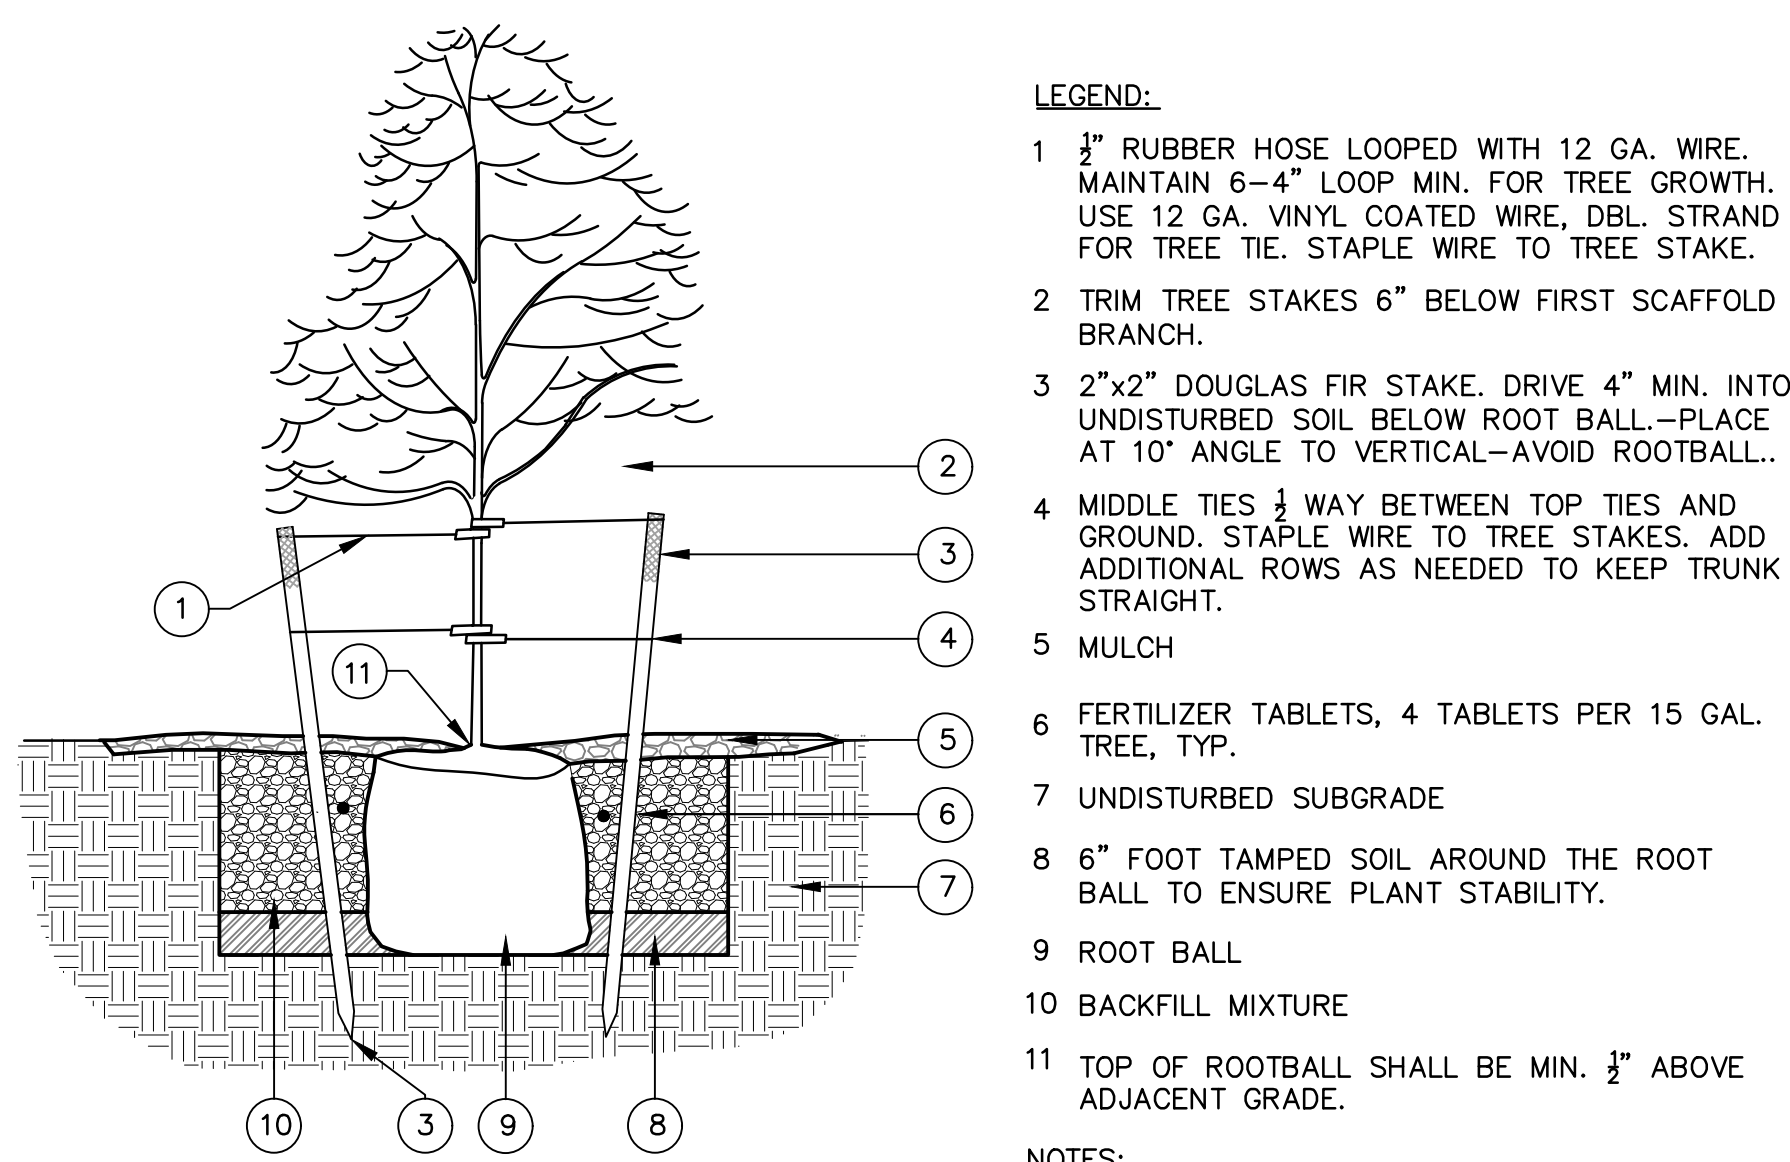 LEGEND:
1 ½” RUBBER HOSE LOOPED WITH 12 GA. WIRE.
MAINTAIN 6–4” LOOP MIN. FOR TREE GROWTH.
USE 12 GA. VINYL COATED WIRE, DBL. STRAND
FOR TREE TIE. STAPLE WIRE TO TREE STAKE.
2 TRIM TREE STAKES 6” BELOW FIRST SCAFFOLD
BRANCH.
3 2”x2” DOUGLAS FIR STAKE. DRIVE 4” MIN. INTO
UNDISTURBED SOIL BELOW ROOT BALL.–PLACE
AT 10° ANGLE TO VERTICAL–AVOID ROOTBALL..
4 MIDDLE TIES ½ WAY BETWEEN TOP TIES AND
GROUND. STAPLE WIRE TO TREE STAKES. ADD
ADDITIONAL ROWS AS NEEDED TO KEEP TRUNK
STRAIGHT.
5 MULCH
6 FERTILIZER TABLETS, 4 TABLETS PER 15 GAL.
TREE, TYP.
7 UNDISTURBED SUBGRADE
8 6” FOOT TAMPED SOIL AROUND THE ROOT
BALL TO ENSURE PLANT STABILITY.
9 ROOT BALL
10 BACKFILL MIXTURE
11 TOP OF ROOTBALL SHALL BE MIN. ½” ABOVE
ADJACENT GRADE.
NOTES:
2
3
1
4
11
5
6
7
10
3
9
8